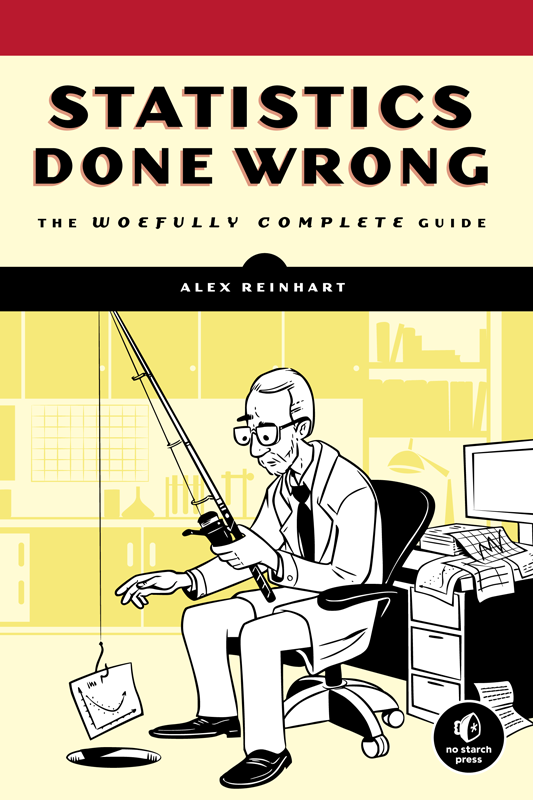 STATISTICS
DONE WRONG
THE WOEFULLY COMPLETE GUIDE
ALEX REINHART
no starch
press